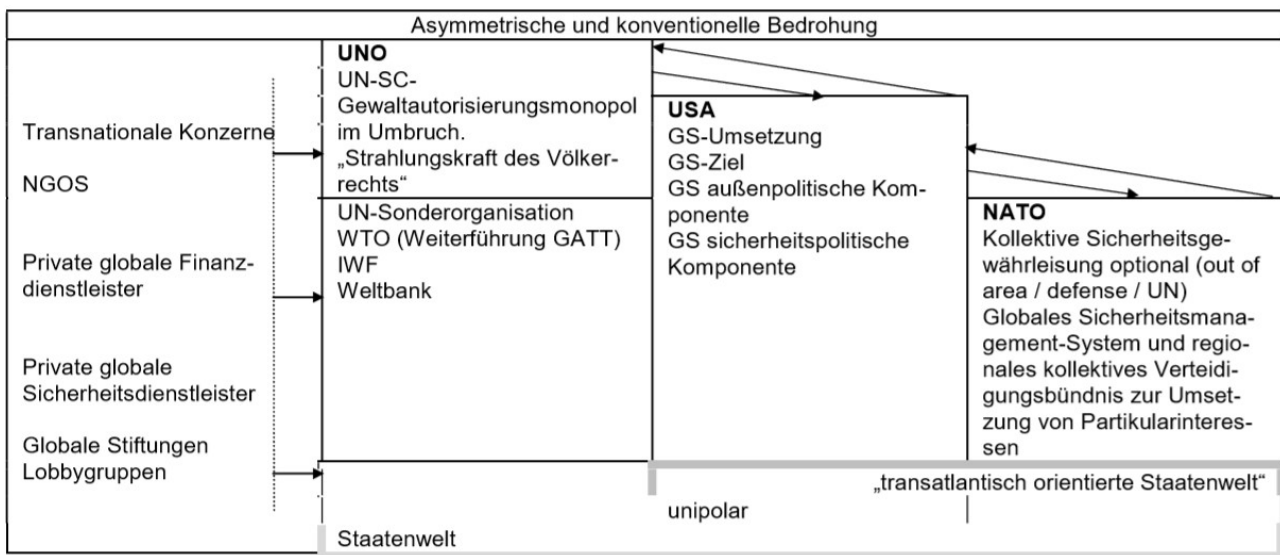 Asymmetrische und konventionelle Bedrohung
Transnationale Konzerne
NGOS
Private globale Finanz-
dienstleister
Private globale
Sicherheitsdienstleister
Globale Stiftungen
Lobbygruppen
UNO
UN-SC-
Gewaltautorisierungsmonopol
im Umbruch.
„Strahlungskraft des Völker-
rechts“
UN-Sonderorganisation
WTO (Weiterführung GATT)
IWF
Weltbank
USA
GS-Umsetzung
GS-Ziel
GS außenpolitische Kom-
ponente
GS sicherheitspolitische
Komponente
NATO
Kollektive Sicherheitsge-
währleisung optional (out of
area / defense / UN)
Globales Sicherheitsmana-
gement-System und regio-
nales kollektives Verteidi-
gungsbündnis zur Umset-
zung von Partikularinteres-
sen
„transatlantisch orientierte Staatenwelt“
unipolar
Staatenwelt